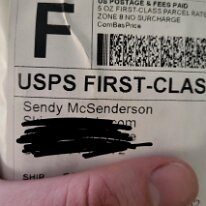 F
US POSTAGE & FEES PAID
5 OZ FIRST-CLASS PARCEL RATE
ZONE 8 NO SURCHARGE
ComBasPrice
USPS FIRST-CLAS
Sendy McSenderson
.com
SHIP